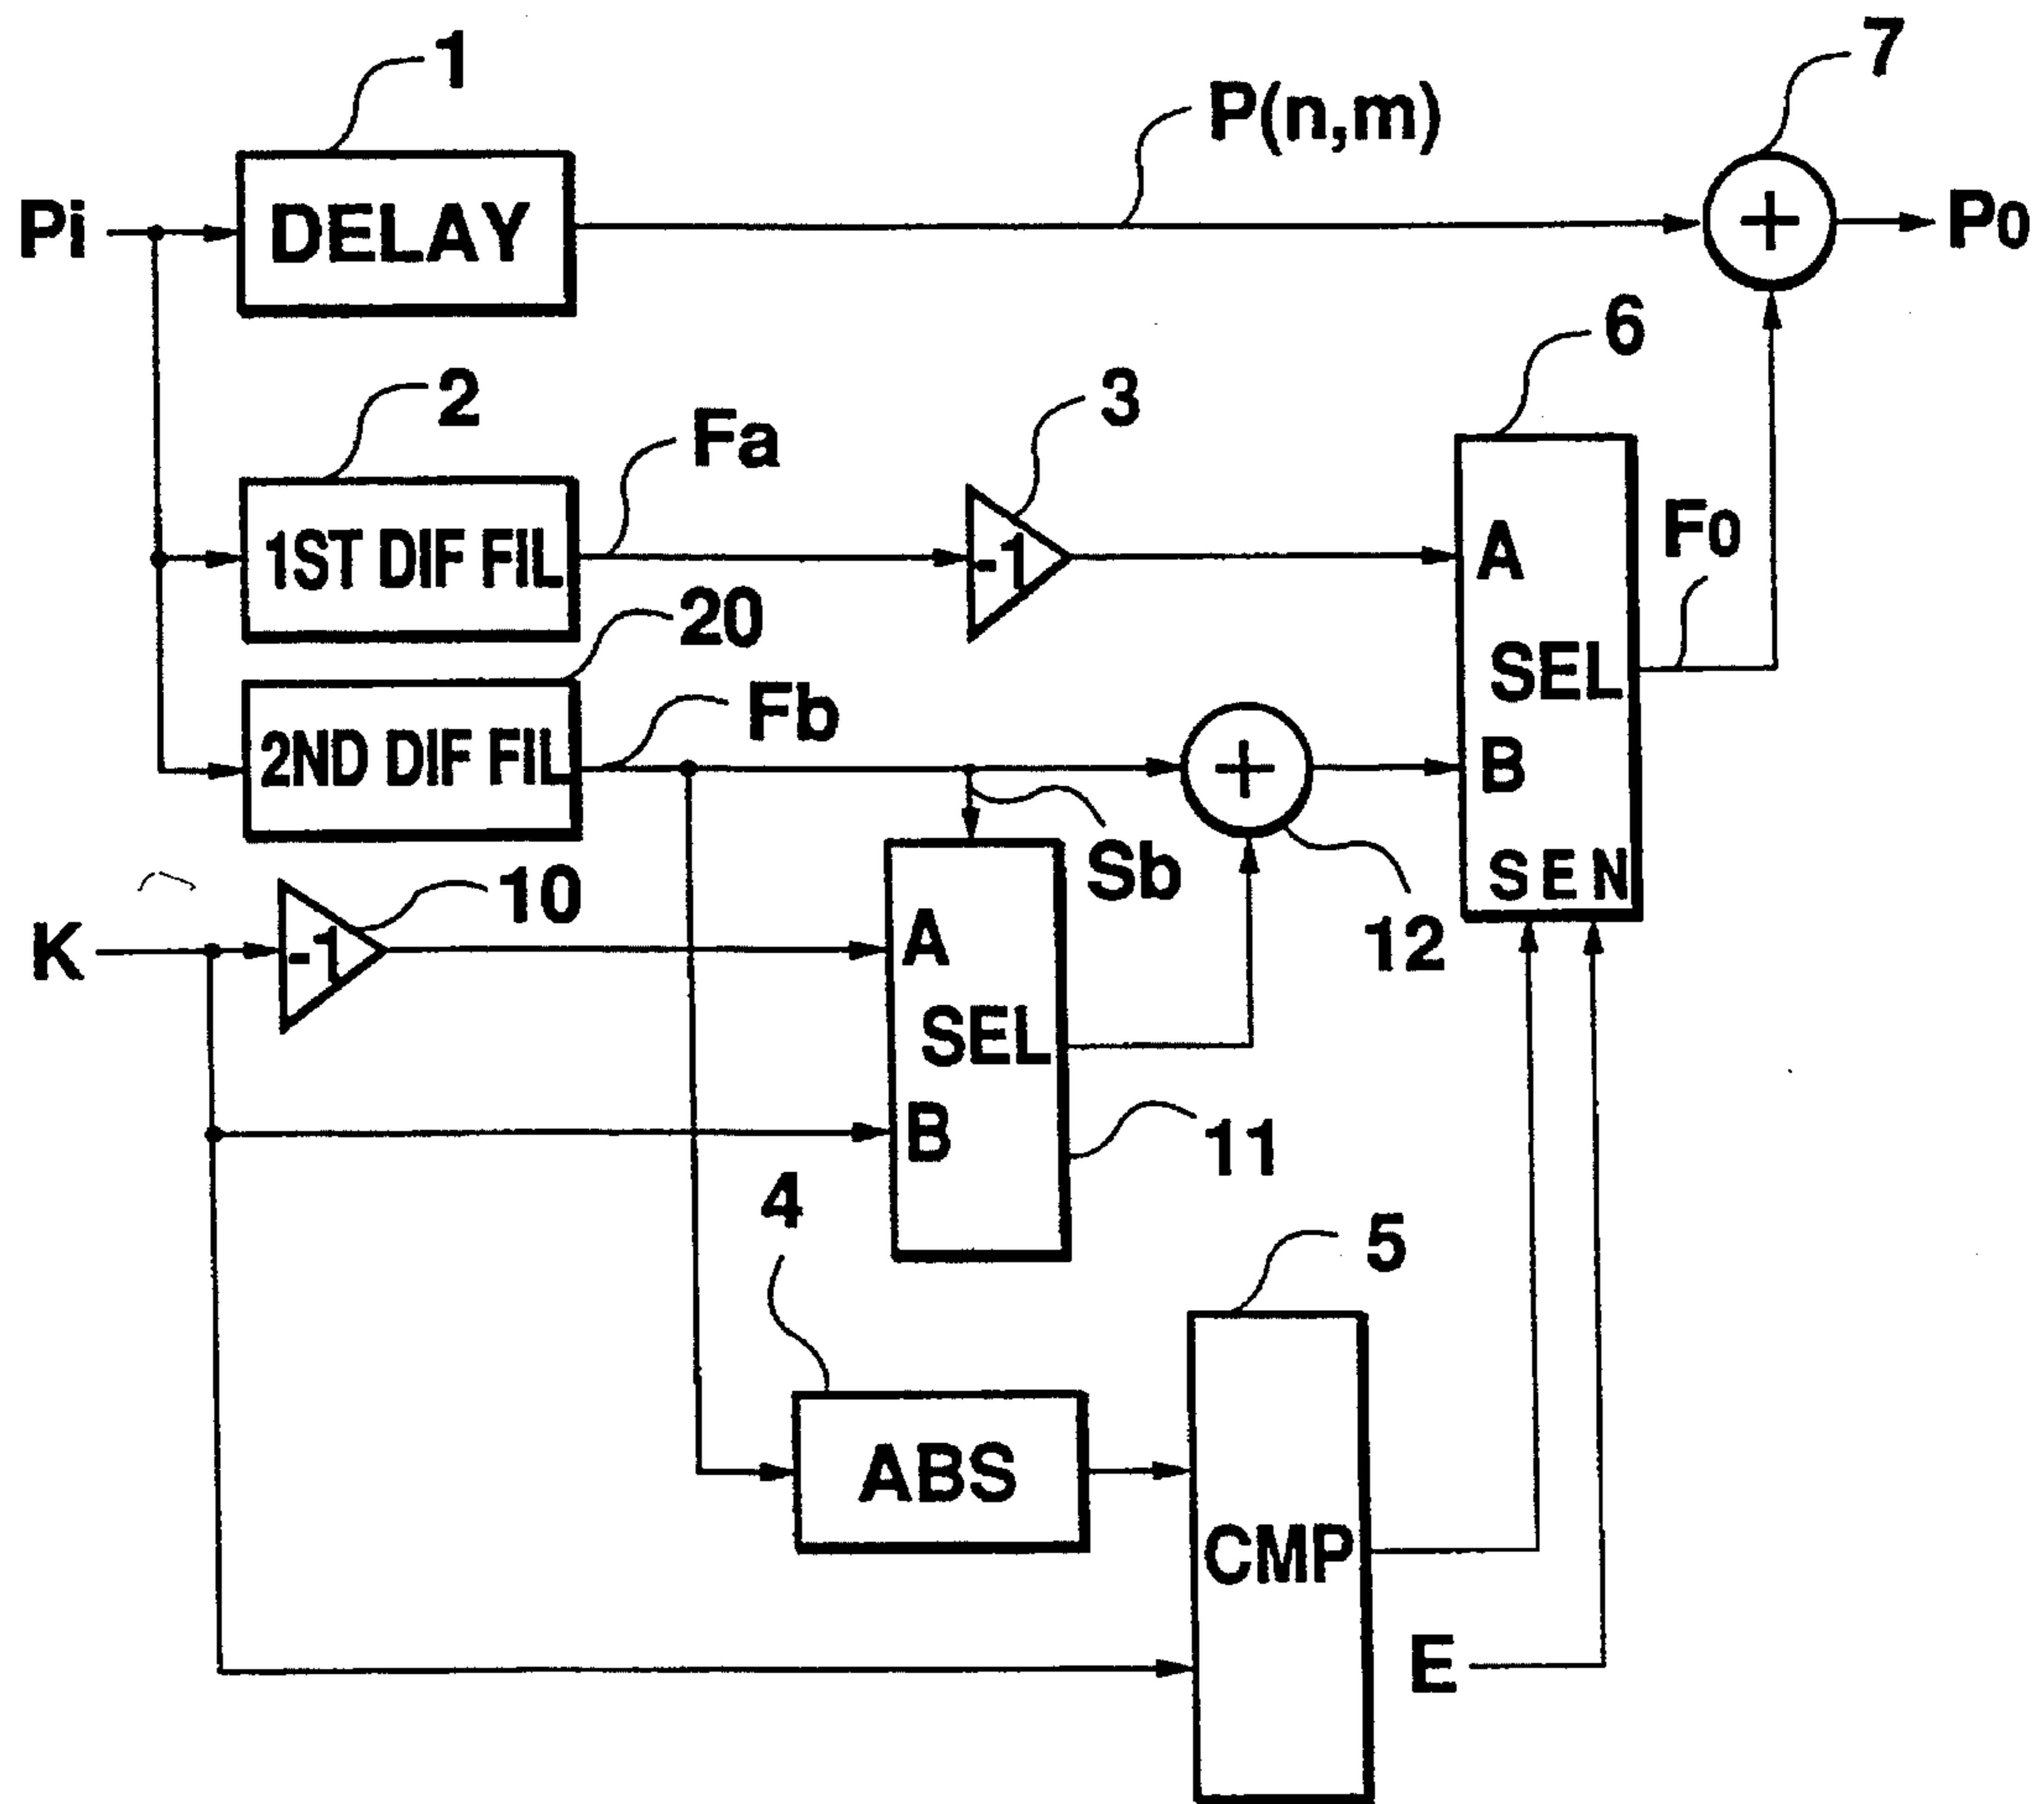 1
7
P(n,m)
Pi
DELAY
+
Po
6
2
3
Fa
Fo
1ST DIF FIL
-1
A
20
SEL
Fb
2ND DIF FIL
+
B
Sb
SEN
10
12
K
-1
A
SEL
B
11
4
5
ABS
CMP
E